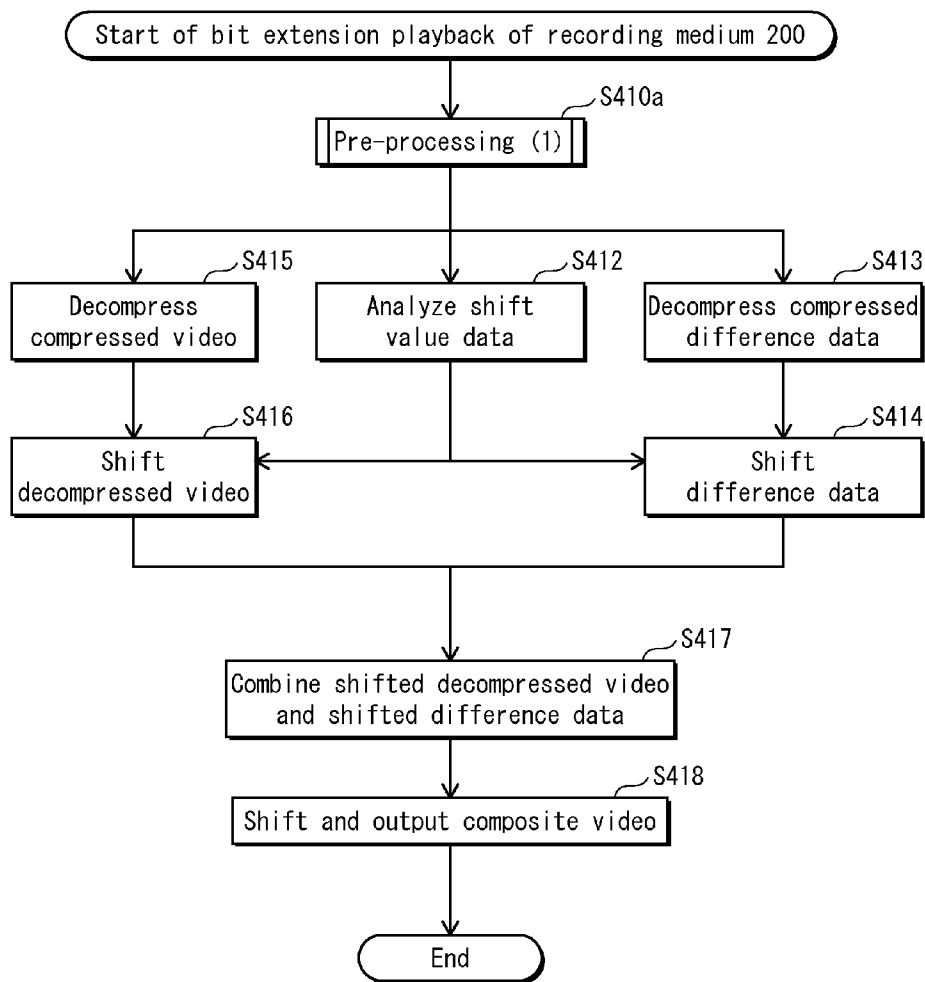 Start of bit extension playback of recording medium 200
S410a
Pre-processing (1)
S415
Decompress
compressed video
S412
Analyze shift
value data
S413
Decompress compressed
difference data
S416
Shift
decompressed video
S414
Shift
difference data
S417
Combine shifted decompressed video
and shifted difference data
S418
Shift and output composite video
End